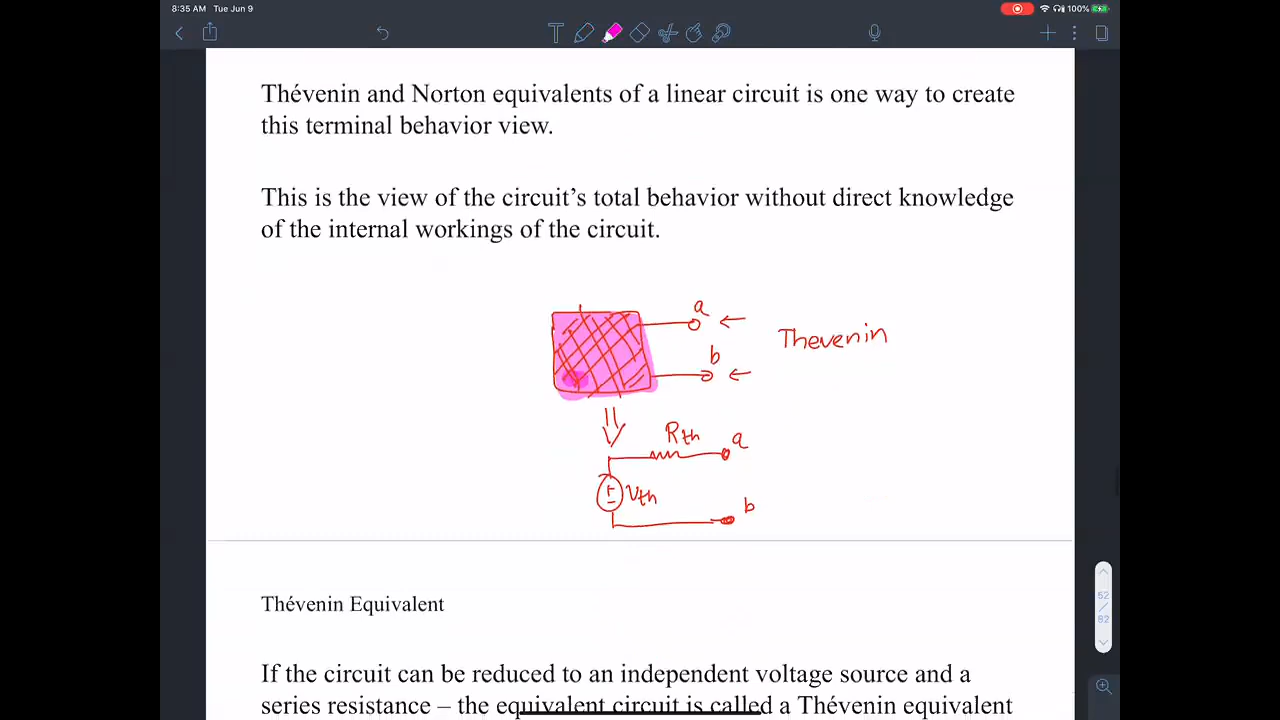 8:35 AM Tue Jun 9
100%
T
Thévenin and Norton equivalents of a linear circuit is one way to create
this terminal behavior view.
This is the view of the circuit’s total behavior without direct knowledge
of the internal workings of the circuit.
a
Thevenin
b
Rth
a
Vth
b
Thévenin Equivalent
If the circuit can be reduced to an independent voltage source and a
series resistance – the equivalent circuit is called a Thévenin equivalent
52
/
82